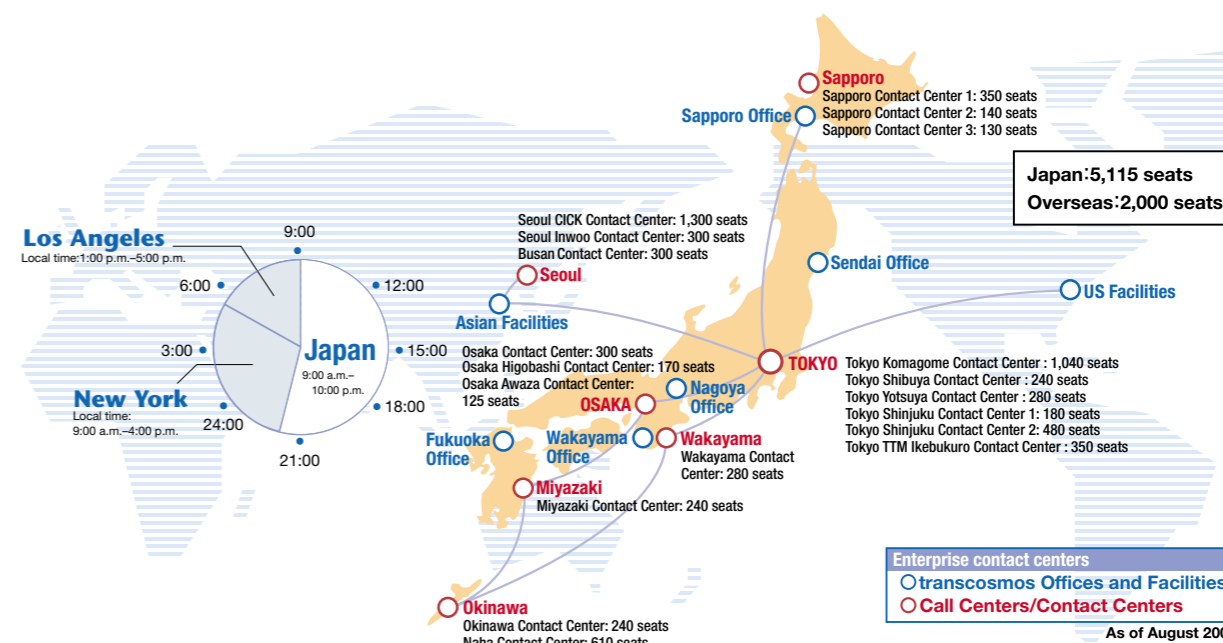 Sapporo
Sapporo Contact Center 1: 350 seats
Sapporo Contact Center 2: 140 seats
Sapporo Contact Center 3: 130 seats
Sapporo Office
Japan:5,115 seats
Overseas:2,000 seats
Seoul CICK Contact Center: 1,300 seats
Seoul Inwoo Contact Center: 300 seats
Busan Contact Center: 300 seats
Seoul
Asian Facilities
Sendai Office
US Facilities
Los Angeles
Local time:1:00 p.m.–5:00 p.m.
9:00
12:00
15:00
18:00
21:00
24:00
3:00
6:00
Japan
9:00 a.m.–
10:00 p.m.
New York
Local time:
9:00 a.m.–4:00 p.m.
Osaka Contact Center: 300 seats
Osaka Higobashi Contact Center: 170 seats
Osaka Awaza Contact Center:
125 seats
OSAKA
Nagoya
Office
TOKYO
Tokyo Komagome Contact Center : 1,040 seats
Tokyo Shibuya Contact Center : 240 seats
Tokyo Yotsuya Contact Center : 280 seats
Tokyo Shinjuku Contact Center 1: 180 seats
Tokyo Shinjuku Contact Center 2: 480 seats
Tokyo TTM Ikebukuro Contact Center : 350 seats
Fukuoka
Office
Wakayama
Office
Wakayama
Wakayama Contact
Center: 280 seats
Miyazaki
Miyazaki Contact Center: 240 seats
Okinawa
Okinawa Contact Center: 240 seats
Naha Contact Center: 610 seats
Enterprise contact centers
transcosmos Offices and Facilities
Call Centers/Contact Centers
As of August